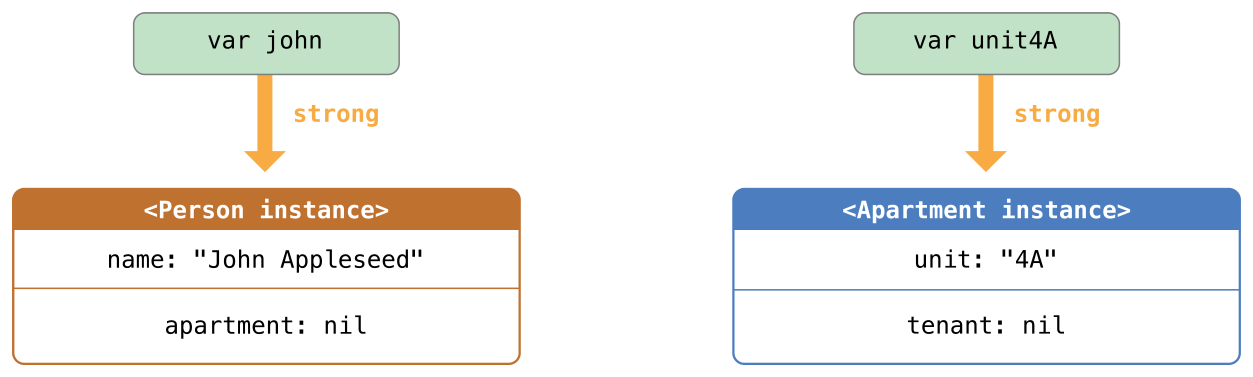 var john
var unit4A
strong
strong
<Person instance>
<Apartment instance>
name: "John Appleseed"
unit: "4A"
apartment: nil
tenant: nil